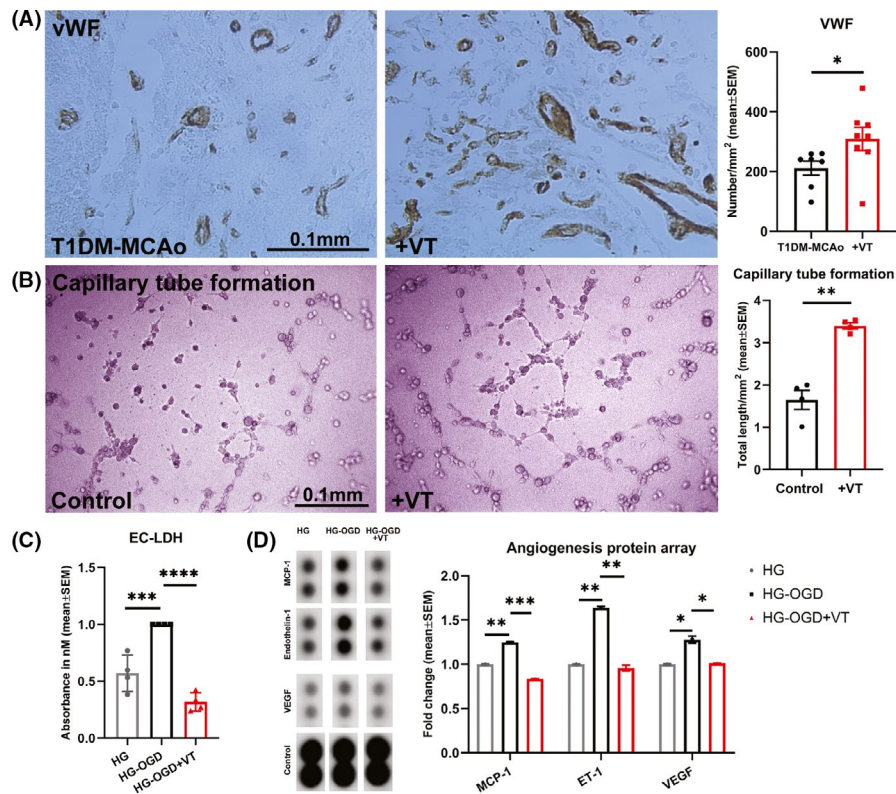 (A)
vWF
T1DM-MCAo
0.1mm
+VT
VWF
Number/mm² (mean±SEM)
600
400
200
0
*
T1DM-MCAo +VT
(B)
Capillary tube formation
Control
0.1mm
+VT
Capillary tube formation
Total length/mm² (mean±SEM)
4
3
2
1
0
**
Control +VT
(C)
EC-LDH
Absorbance in nM (mean±SEM)
1.5
1.0
0.5
0.0
*** ****
HG
HG-OGD
HG-OGD+VT
(D)
HG HG-OGD HG-OGD
+VT
MCP-1
Endothelin-1
VEGF
Control
Angiogenesis protein array
Fold change (mean±SEM)
2.0
1.5
1.0
0.5
0.0
** ***
** **
* *
MCP-1 ET-1 VEGF
HG
HG-OGD
HG-OGD+VT